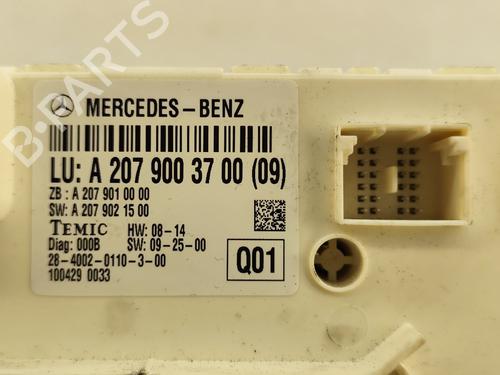 B-PARTS
MERCEDES-BENZ
LU: A 207 900 37 00 (09)
ZB : A 207 901 00 00
SW: A 207 902 15 00
TEMIC HW: 08-14
Diag: 000B SW: 09-25-00
28-4002-0110-3-00
100429 0033
Q01